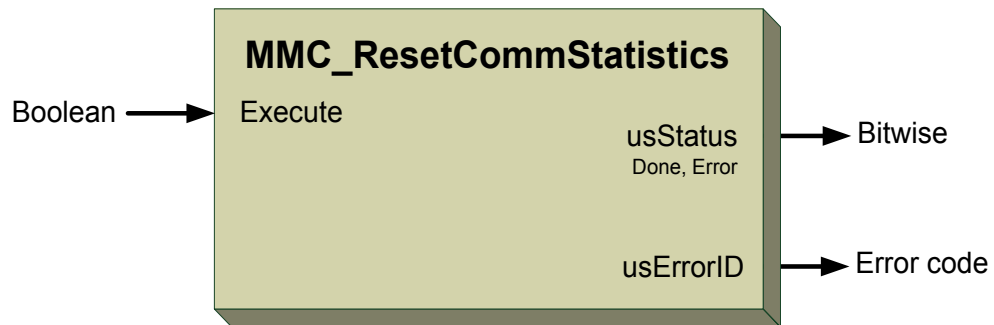 MMC_ResetCommStatistics
Boolean
Execute
usStatus
Done, Error
Bitwise
usErrorID
Error code